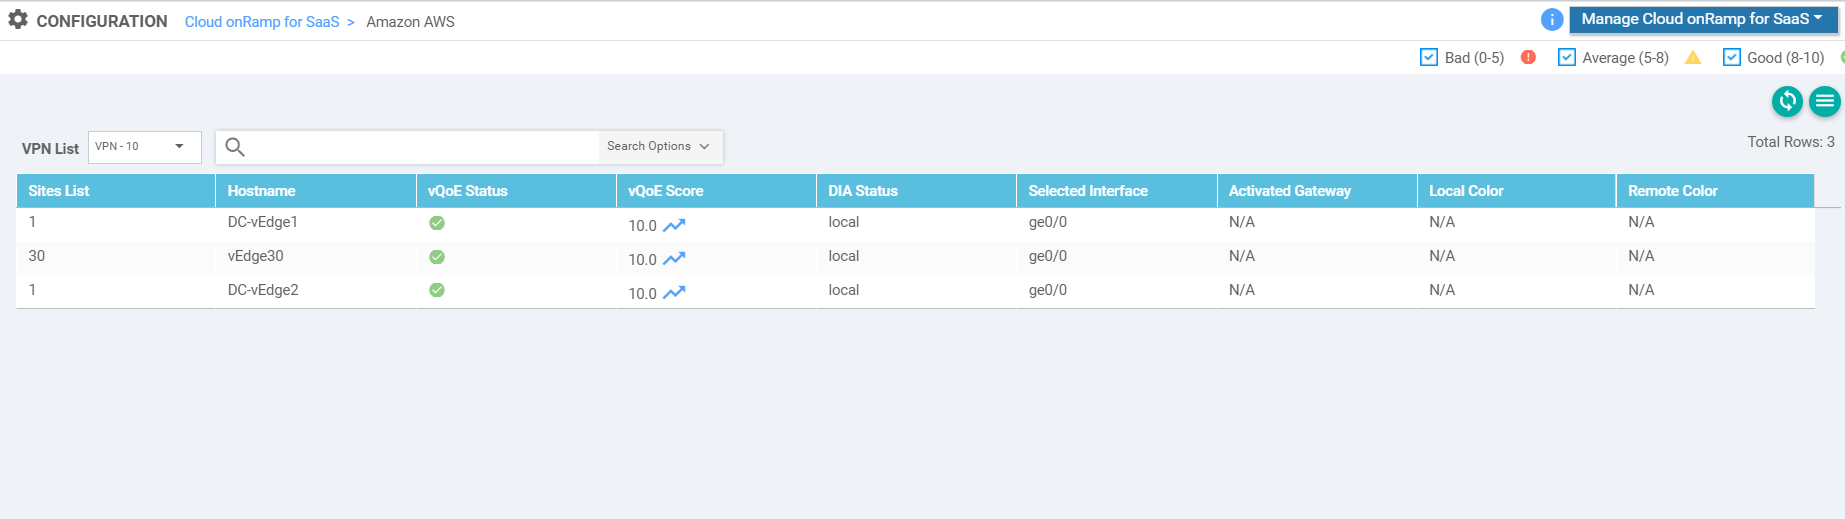 CONFIGURATION Cloud onRamp for SaaS > Amazon AWS
i Manage Cloud onRamp for SaaS
Bad (0-5) ! Average (5-8) ! Good (8-10)
Total Rows: 3
VPN List VPN - 10 Search Options
Sites List Hostname vQoE Status vQoE Score DIA Status Selected Interface Activated Gateway Local Color Remote Color
1 DC-vEdge1 10.0 local ge0/0 N/A N/A N/A
30 vEdge30 10.0 local ge0/0 N/A N/A N/A
1 DC-vEdge2 10.0 local ge0/0 N/A N/A N/A